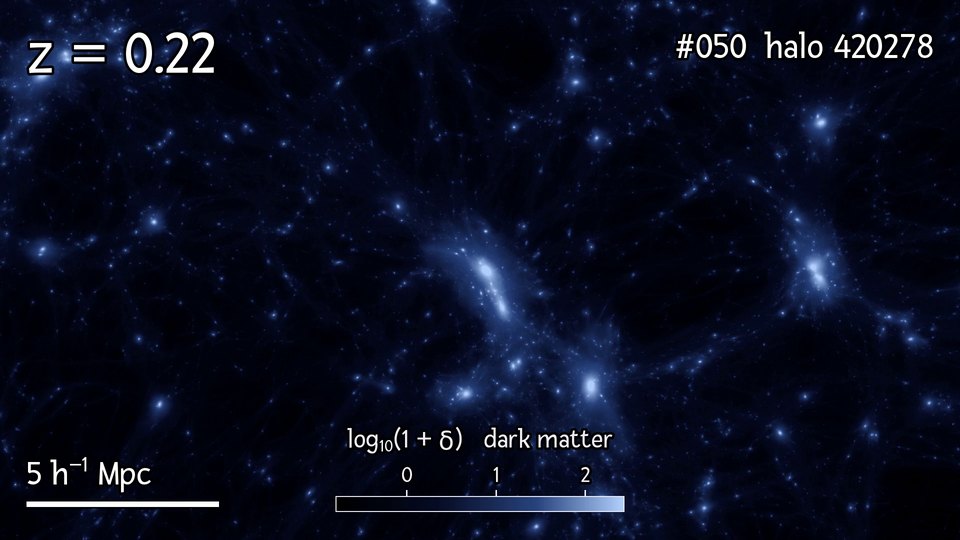 z = 0.22
#050 halo 420278
log₁₀(1 + δ) dark matter
0 1 2
5 h⁻¹ Mpc